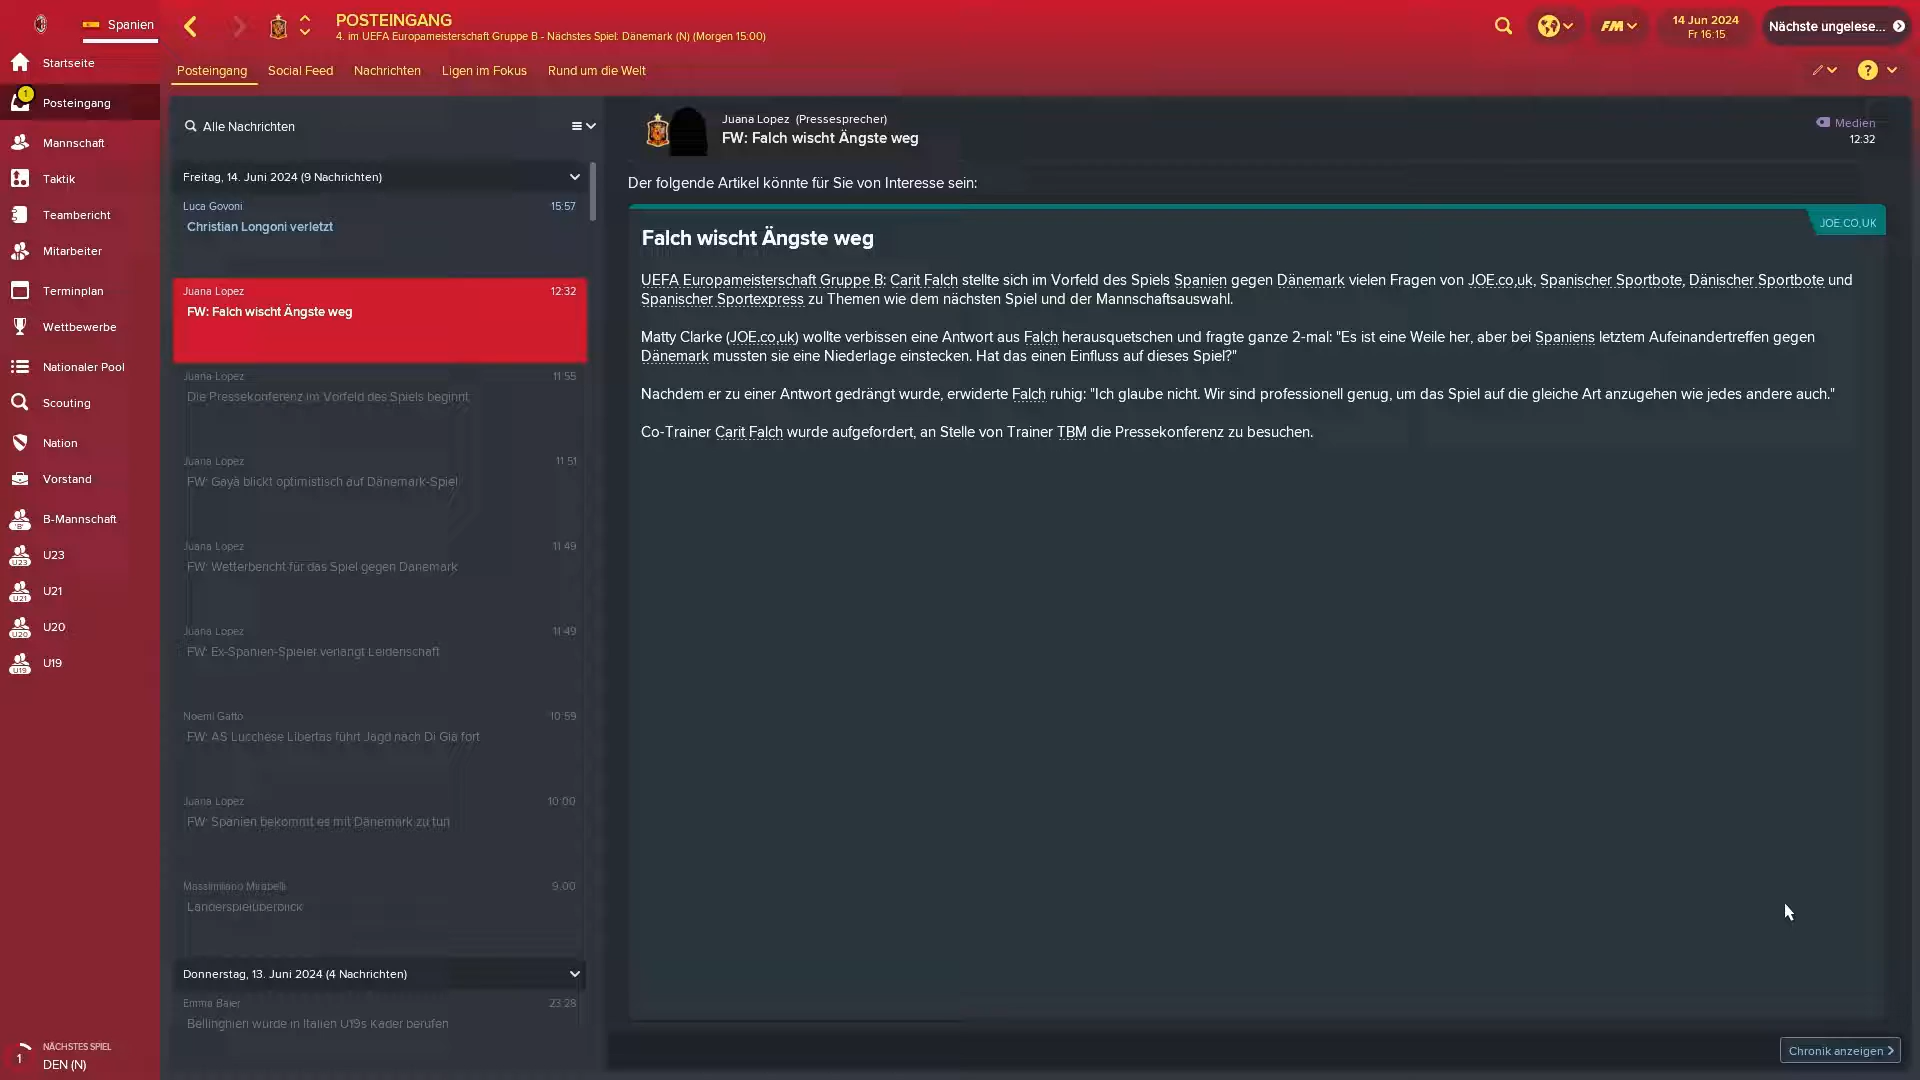 Spanien
POSTEINGANG
4. im UEFA Europameisterschaft Gruppe B - Nächstes Spiel: Dänemark (N) (Morgen 15:00)
FM
14 Jun 2024
Fr 16:15
Nächste ungelese...
Posteingang
Social Feed
Nachrichten
Ligen im Fokus
Rund um die Welt
?
Startseite
1
Posteingang
Mannschaft
Taktik
Teambericht
Mitarbeiter
Terminplan
Wettbewerbe
Nationaler Pool
Scouting
Nation
Vorstand
'B' B-Mannschaft
U23 U23
U21 U21
U20 U20
U19 U19
1
NÄCHSTES SPIEL
DEN (N)
Alle Nachrichten
Freitag, 14. Juni 2024 (9 Nachrichten)
Luca Govoni 15:57
Christian Longoni verletzt
Juana Lopez 12:32
FW: Falch wischt Ängste weg
Juana Lopez 11:55
Die Pressekonferenz im Vorfeld des Spiels beginnt
Juana Lopez 11:51
FW: Gayà blickt optimistisch auf Dänemark-Spiel
Juana Lopez 11:49
FW: Wetterbericht für das Spiel gegen Dänemark
Juana Lopez 11:49
FW: Ex-Spanien-Spieler verlangt Leidenschaft
Noemi Gatto 10:59
FW: AS Lucchese Libertas führt Jagd nach Di Già fort
Juana Lopez 10:00
FW: Spanien bekommt es mit Dänemark zu tun
Massimiliano Mirabelli 9:00
Länderspielüberblick
Donnerstag, 13. Juni 2024 (4 Nachrichten)
Emma Baier 23:28
Bellinghieri wurde in Italien U19s Kader berufen
Juana Lopez (Pressesprecher)
FW: Falch wischt Ängste weg
Medien
12:32
Der folgende Artikel könnte für Sie von Interesse sein:
JOE.CO.UK
Falch wischt Ängste weg
UEFA Europameisterschaft Gruppe B: Carit Falch stellte sich im Vorfeld des Spiels Spanien gegen Dänemark vielen Fragen von JOE.co.uk, Spanischer Sportbote, Dänischer Sportbote und
Spanischer Sportexpress zu Themen wie dem nächsten Spiel und der Mannschaftsauswahl.
Matty Clarke (JOE.co.uk) wollte verbissen eine Antwort aus Falch herausquetschen und fragte ganze 2-mal: "Es ist eine Weile her, aber bei Spaniens letztem Aufeinandertreffen gegen
Dänemark mussten sie eine Niederlage einstecken. Hat das einen Einfluss auf dieses Spiel?"
Nachdem er zu einer Antwort gedrängt wurde, erwiderte Falch ruhig: "Ich glaube nicht. Wir sind professionell genug, um das Spiel auf die gleiche Art anzugehen wie jedes andere auch."
Co-Trainer Carit Falch wurde aufgefordert, an Stelle von Trainer TBM die Pressekonferenz zu besuchen.
Chronik anzeigen